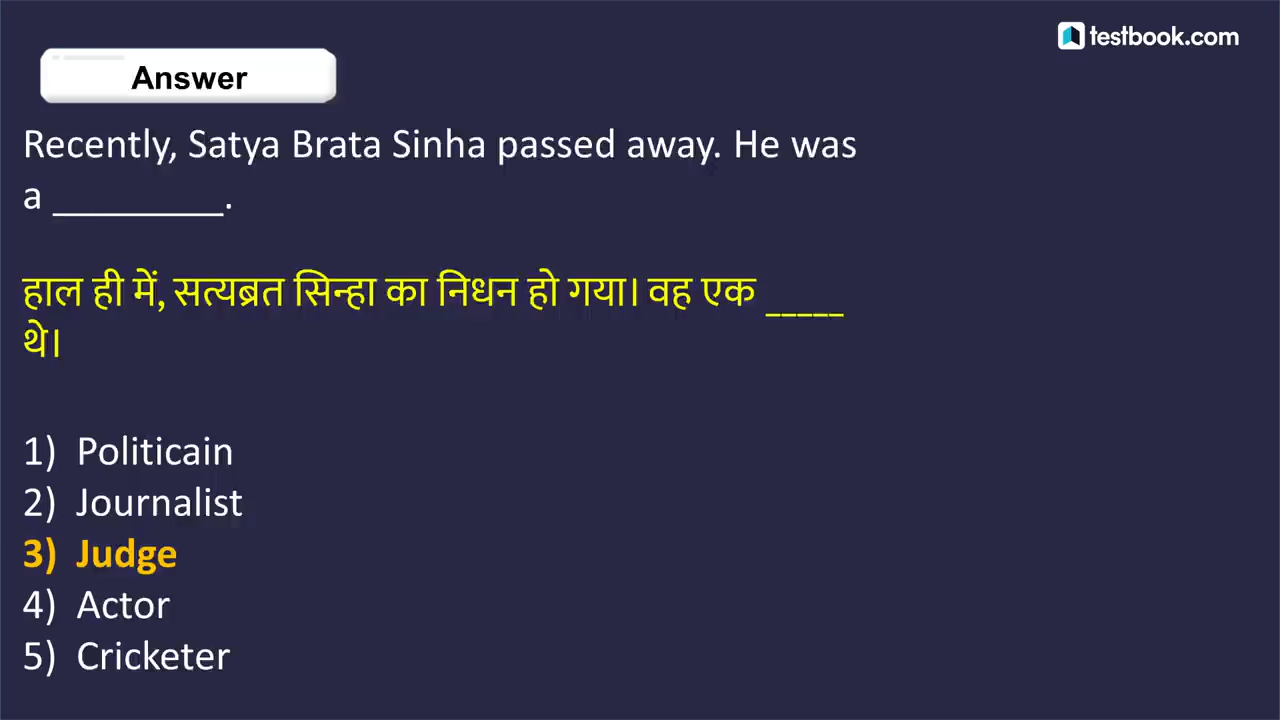 testbook.com
Answer
Recently, Satya Brata Sinha passed away. He was
a ________.
हाल ही में, सत्यब्रत सिन्हा का निधन हो गया। वह एक _____
थे।
1) Politicain
2) Journalist
3) Judge
4) Actor
5) Cricketer